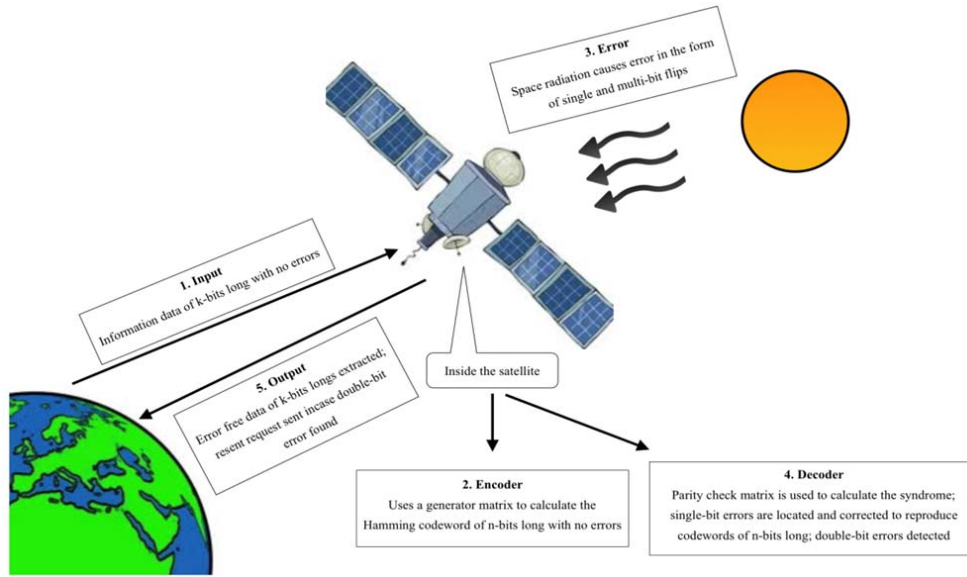 3. Error
Space radiation causes error in the form
of single and multi-bit flips
1. Input
Information data of k-bits long with no errors
5. Output
Error free data of k-bits longs extracted;
resent request sent incase double-bit
error found
Inside the satellite
2. Encoder
Uses a generator matrix to calculate the
Hamming codeword of n-bits long with no errors
4. Decoder
Parity check matrix is used to calculate the syndrome;
single-bit errors are located and corrected to reproduce
codewords of n-bits long; double-bit errors detected